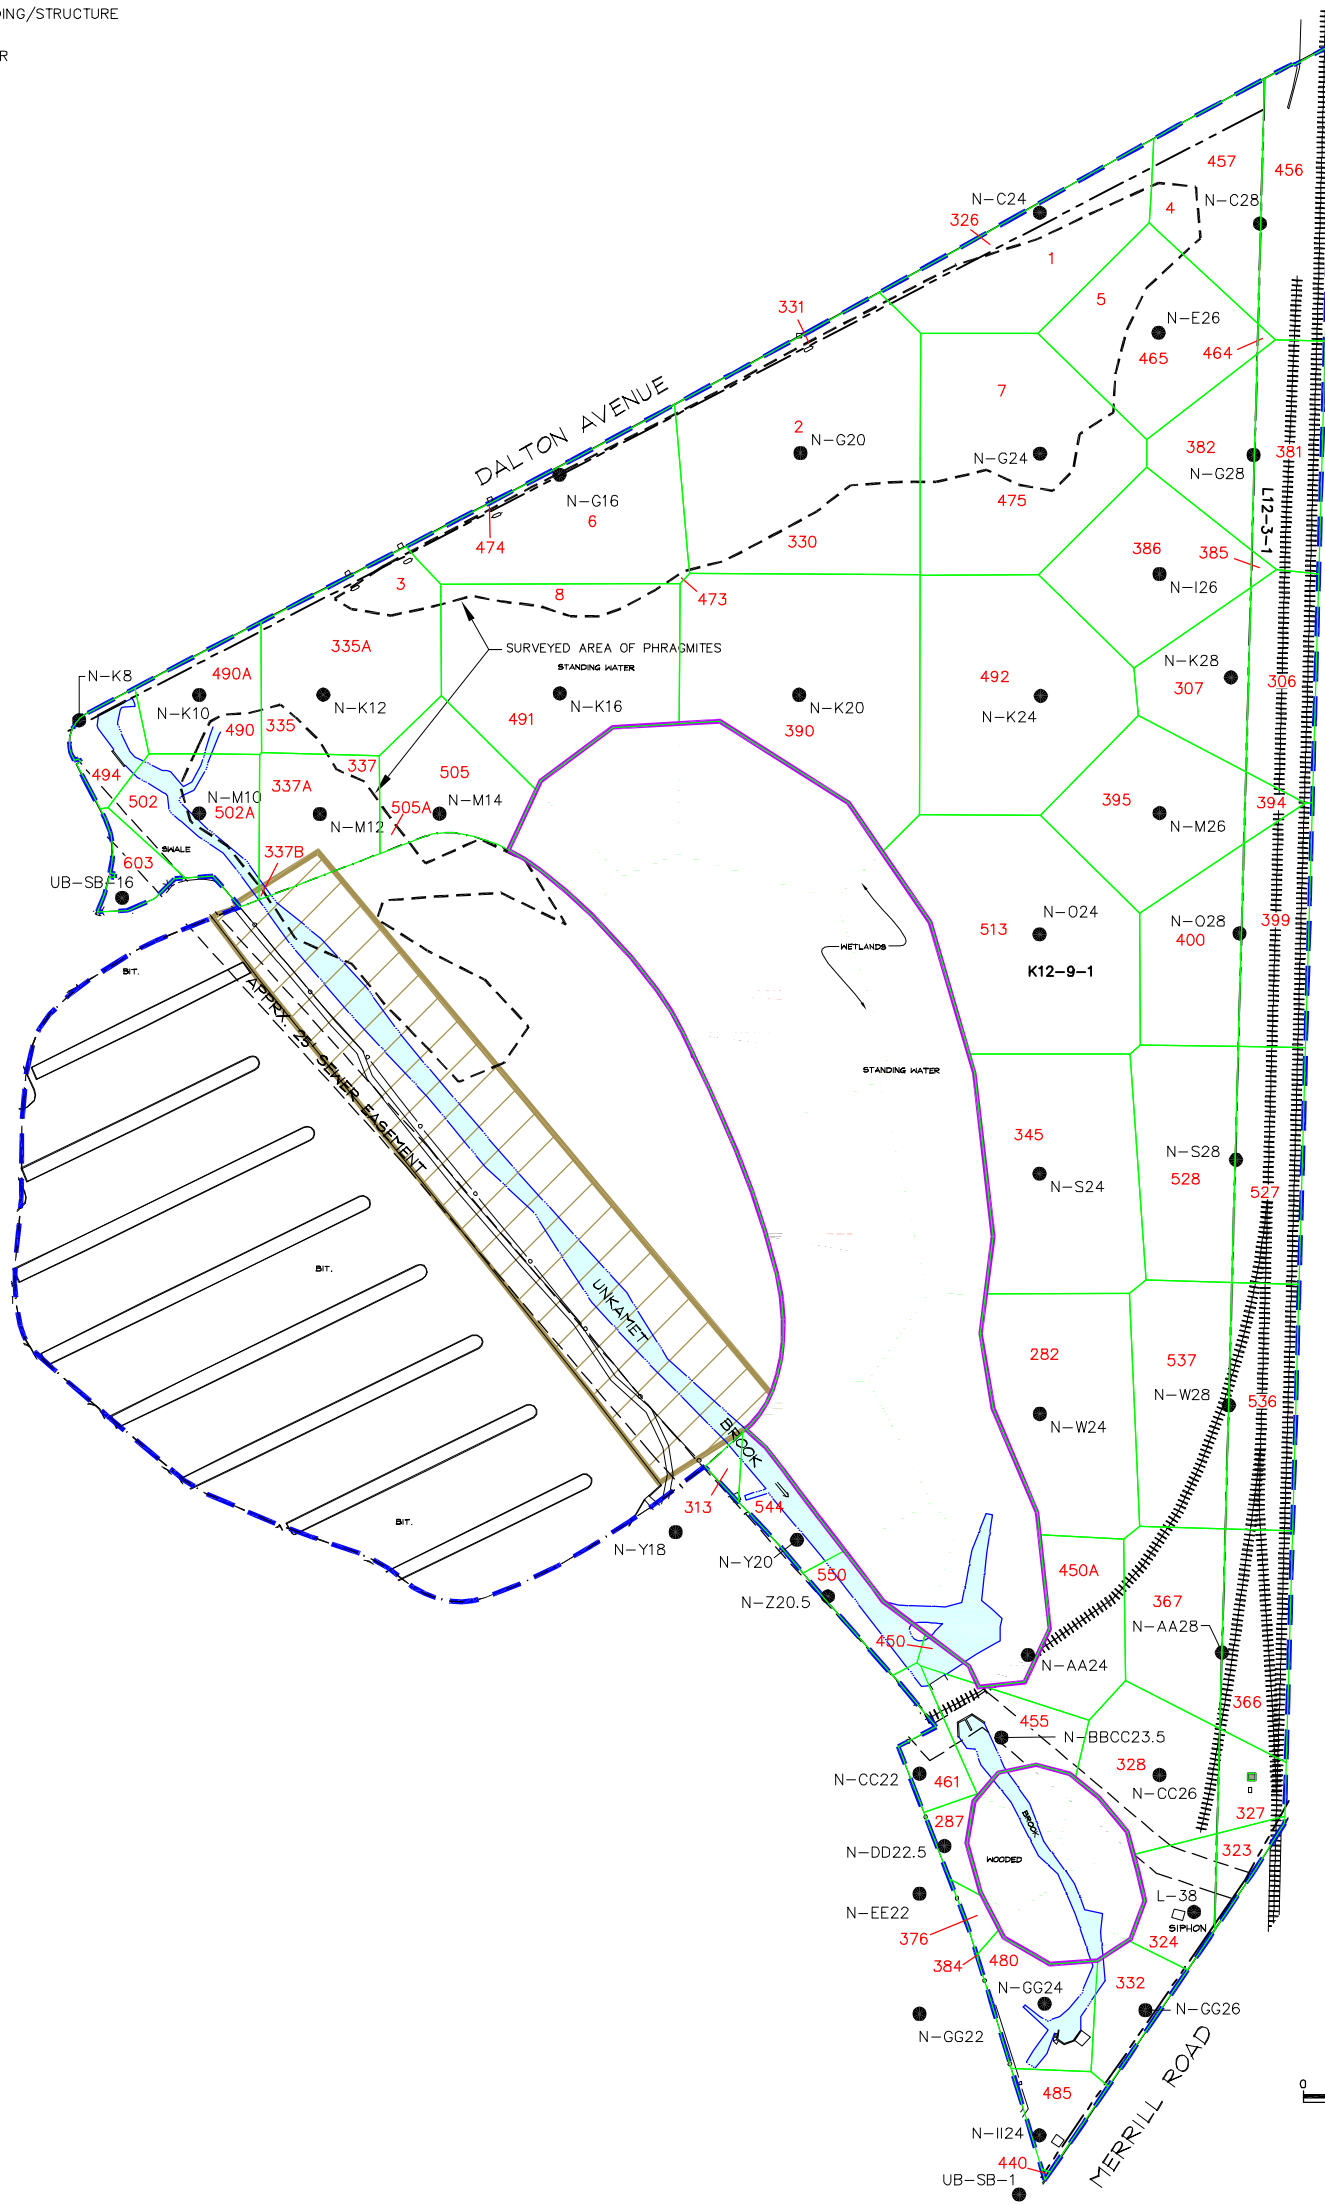 DING/STRUCTURE
R
457
456
N-C24
N-C28
4
326
1
5
331
N-E26
464
465
7
DALTON AVENUE
2
N-G20
N-G24
382
381
N-G28
475
L12-3-1
N-G16
6
474
330
386
385
N-I26
3
8
473
SURVEYED AREA OF PHRAGMITES
335A
STANDING WATER
N-K8
490A
N-K28
492
307
306
N-K10
N-K12
N-K16
N-K20
N-K24
491
390
490
335
494
337
505
502
337A
N-M10
502A
505A
N-M14
395
394
N-M26
N-M12
SWALE
337B
603
UB-SB-16
N-O24
N-O28
399
513
400
WETLANDS
K12-9-1
BIT.
APPRX. 25' SEWER EASEMENT
STANDING WATER
345
N-S28
528
N-S24
527
BIT.
UNKAMET
282
537
N-W28
536
N-W24
BROOK
313
544
BIT.
N-Y18
N-Y20
550
450A
367
N-Z20.5
N-AA28
450
N-AA24
366
455
N-BBCC23.5
N-CC22
461
328
N-CC26
287
BROOK
327
N-DD22.5
WOODED
323
L-38
N-EE22
SIPHON
376
324
384
480
332
N-GG24
N-GG26
N-GG22
MERRILL ROAD
485
0
N-II24
440
UB-SB-1